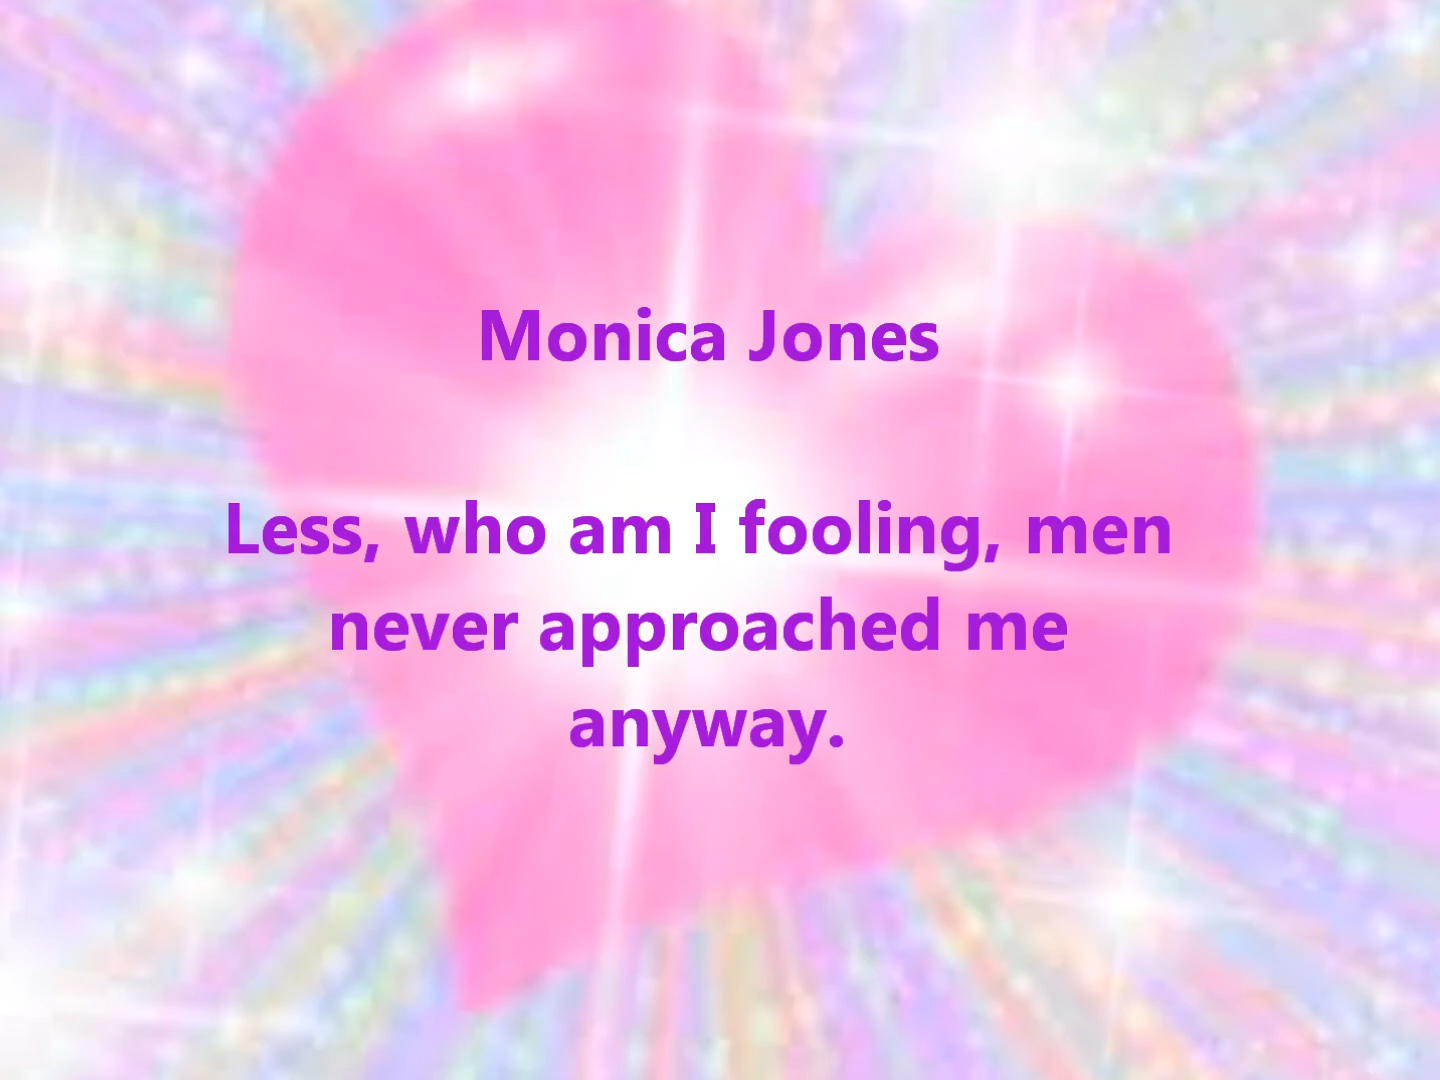 Monica Jones
Less, who am I fooling, men
never approached me
anyway.